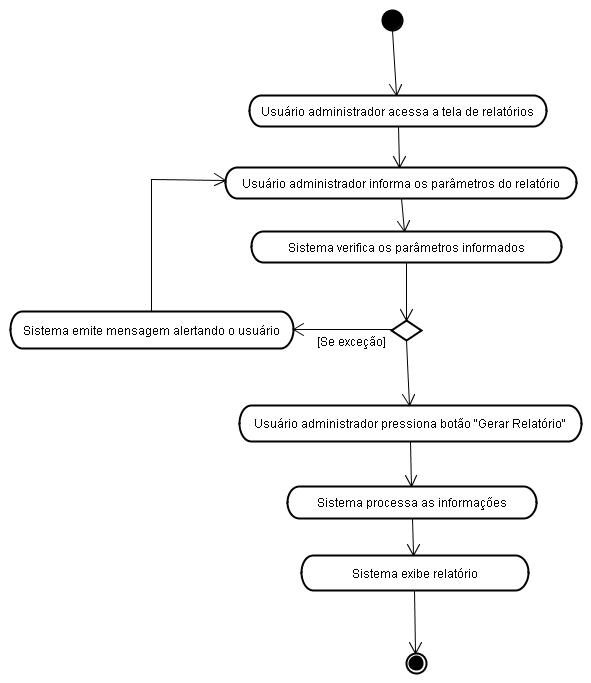 Usuário administrador acessa a tela de relatórios
Usuário administrador informa os parâmetros do relatório
Sistema verifica os parâmetros informados
Sistema emite mensagem alertando o usuário
[Se exceção]
Usuário administrador pressiona botão "Gerar Relatório"
Sistema processa as informações
Sistema exibe relatório